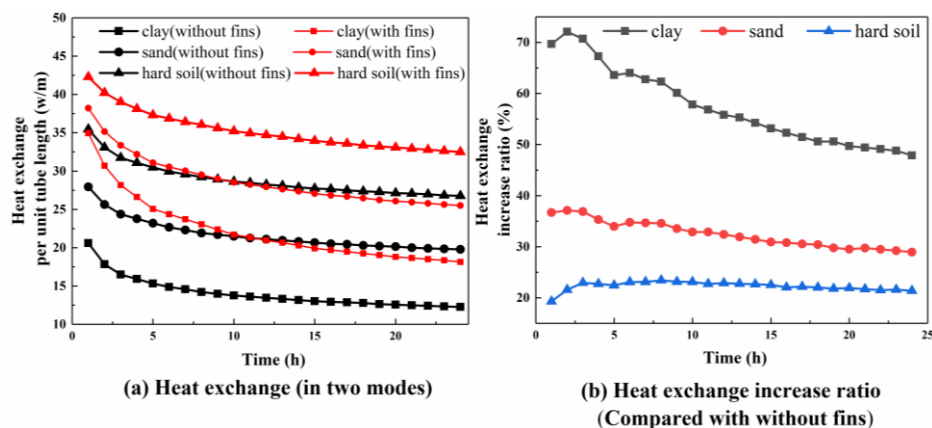 50
45
40
35
30
25
20
15
10
Heat exchange
per unit tube length (w/m)
clay(without fins)
clay(with fins)
sand(without fins)
sand(with fins)
hard soil(without fins)
hard soil(with fins)
0
5
10
15
20
Time (h)
(a) Heat exchange (in two modes)
70
60
50
40
30
20
Heat exchange
increase ratio (%)
clay
sand
hard soil
0
5
10
15
20
25
Time (h)
(b) Heat exchange increase ratio
(Compared with without fins)